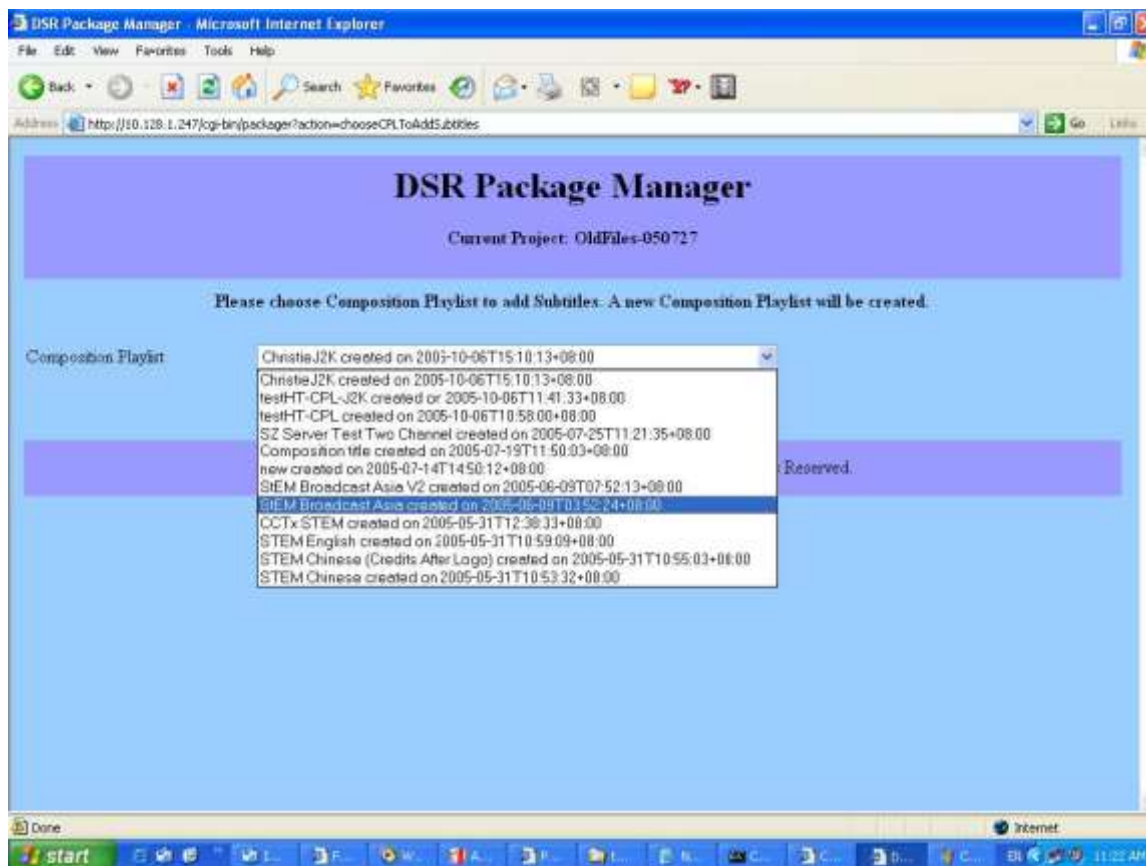 DSR Package Manager - Microsoft Internet Explorer
File Edit View Favorites Tools Help
Back Search Favorites
Address http://10.128.1.247/cgi-bin/packager?action=chooseCPLToAddSubtitles Go Links
DSR Package Manager
Current Project: OldFiles-050727
Please choose Composition Playlist to add Subtitles. A new Composition Playlist will be created.
Composition Playlist ChristieJ2K created on 2005-10-06T15:10:13+08:00
ChristieJ2K created on 2005-10-06T15:10:13+08:00
testHT-CPL-J2K created on 2005-10-06T11:41:33+08:00
testHT-CPL created on 2005-10-06T10:58:00+08:00
SZ Server Test Two Channel created on 2005-07-25T11:21:35+08:00
Composition title created on 2005-07-19T11:50:03+08:00
new created on 2005-07-14T14:50:12+08:00 Reserved.
StEM Broadcast Asia V2 created on 2005-06-09T07:52:13+08:00
StEM Broadcast Asia created on 2005-06-09T03:52:24+08:00
CCTx STEM created on 2005-05-31T12:38:33+08:00
STEM English created on 2005-05-31T10:59:09+08:00
STEM Chinese (Credits After Logo) created on 2005-05-31T10:55:03+08:00
STEM Chinese created on 2005-05-31T10:53:32+08:00
Done Internet
start EN